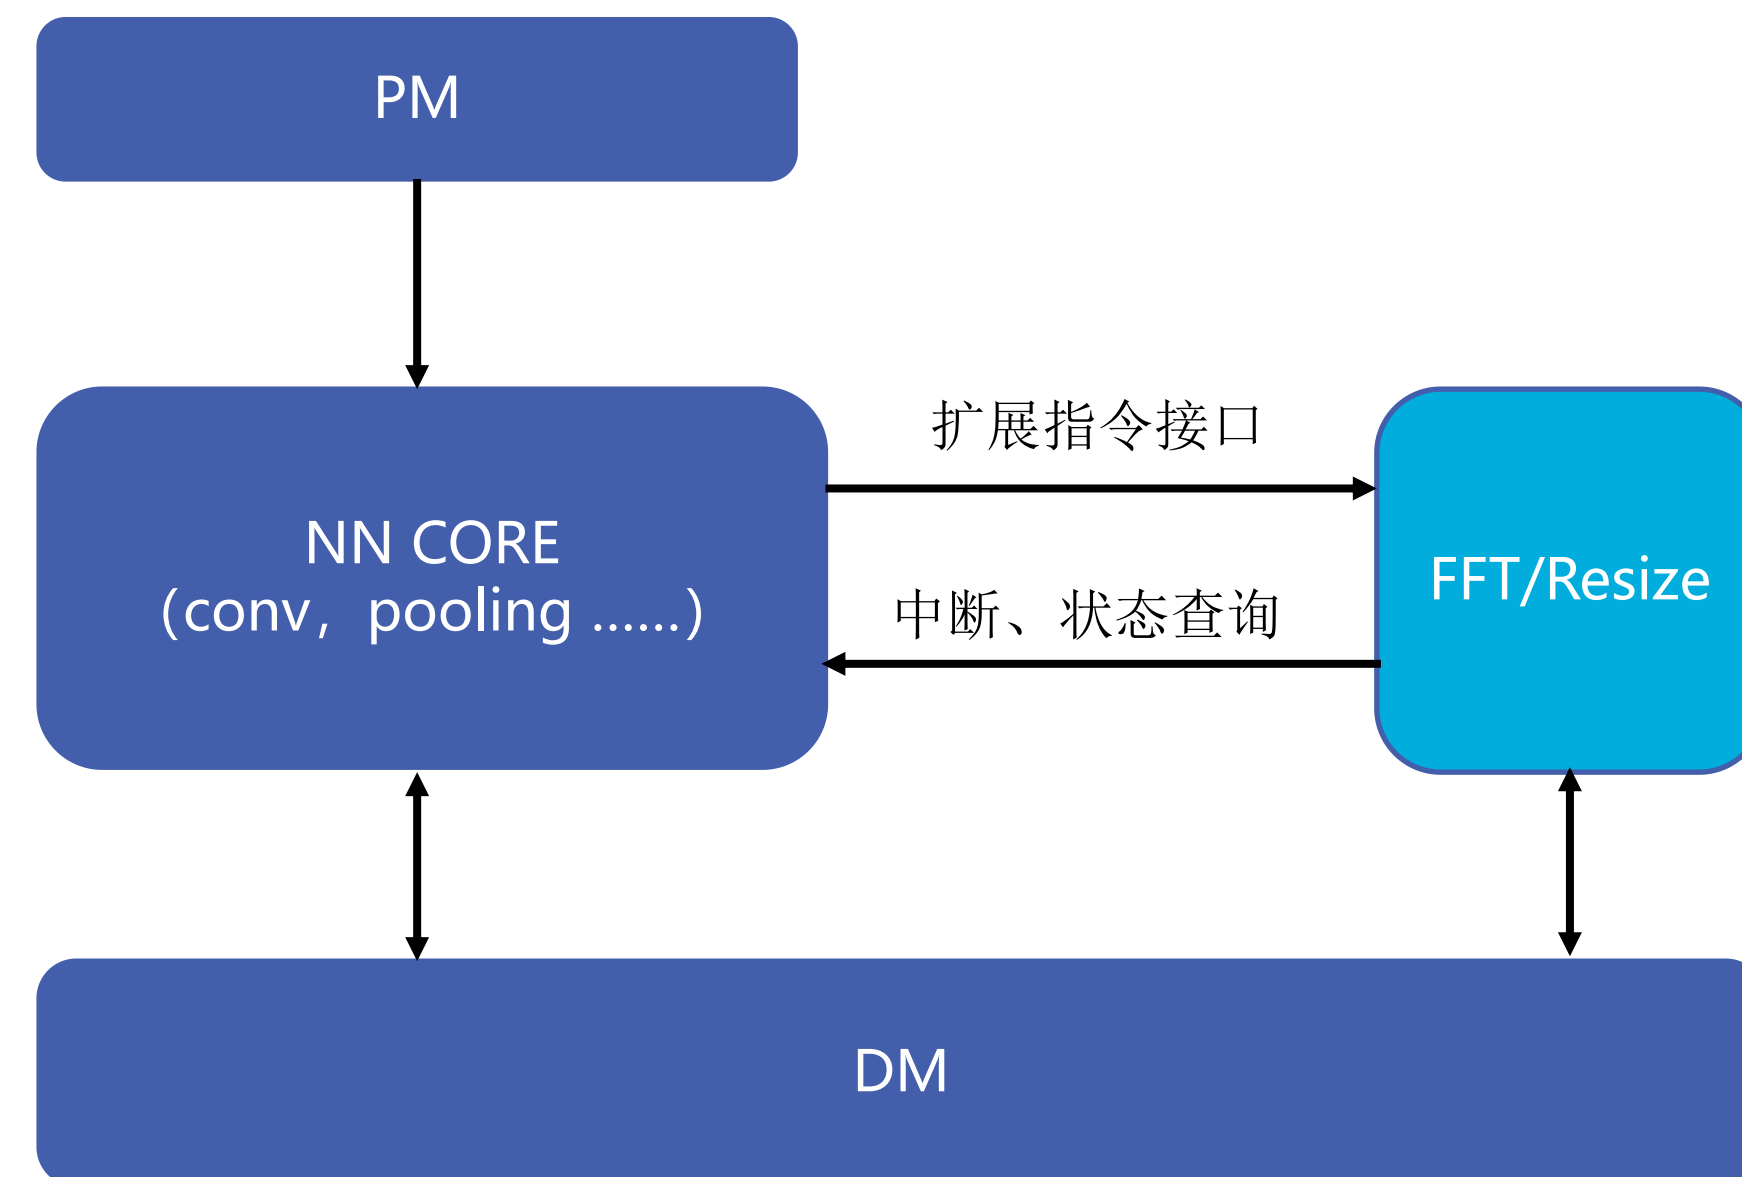 PM
扩展指令接口
NN CORE
（conv，pooling ......）
FFT/Resize
中断、状态查询
DM